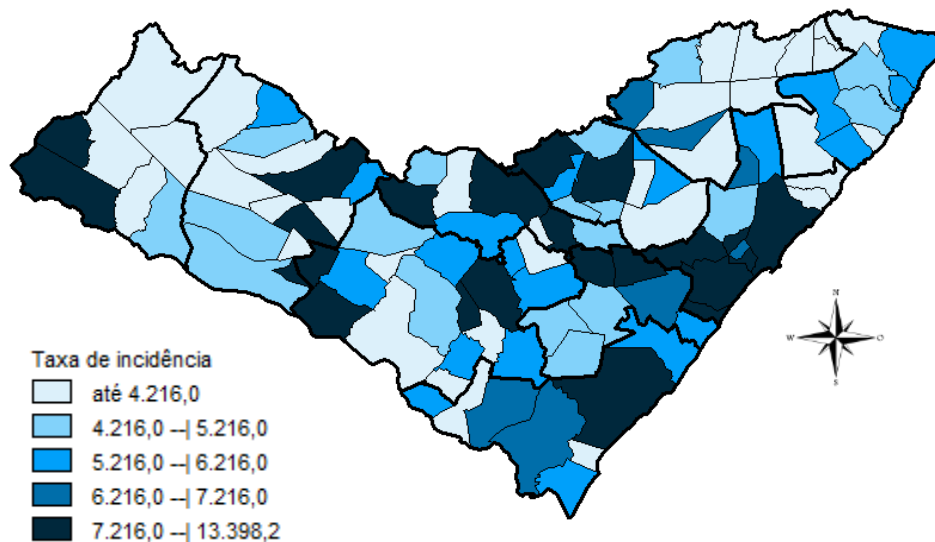 Taxa de incidência
até 4.216,0
4.216,0 --| 5.216,0
5.216,0 --| 6.216,0
6.216,0 --| 7.216,0
7.216,0 --| 13.398,2
N
W
O
S